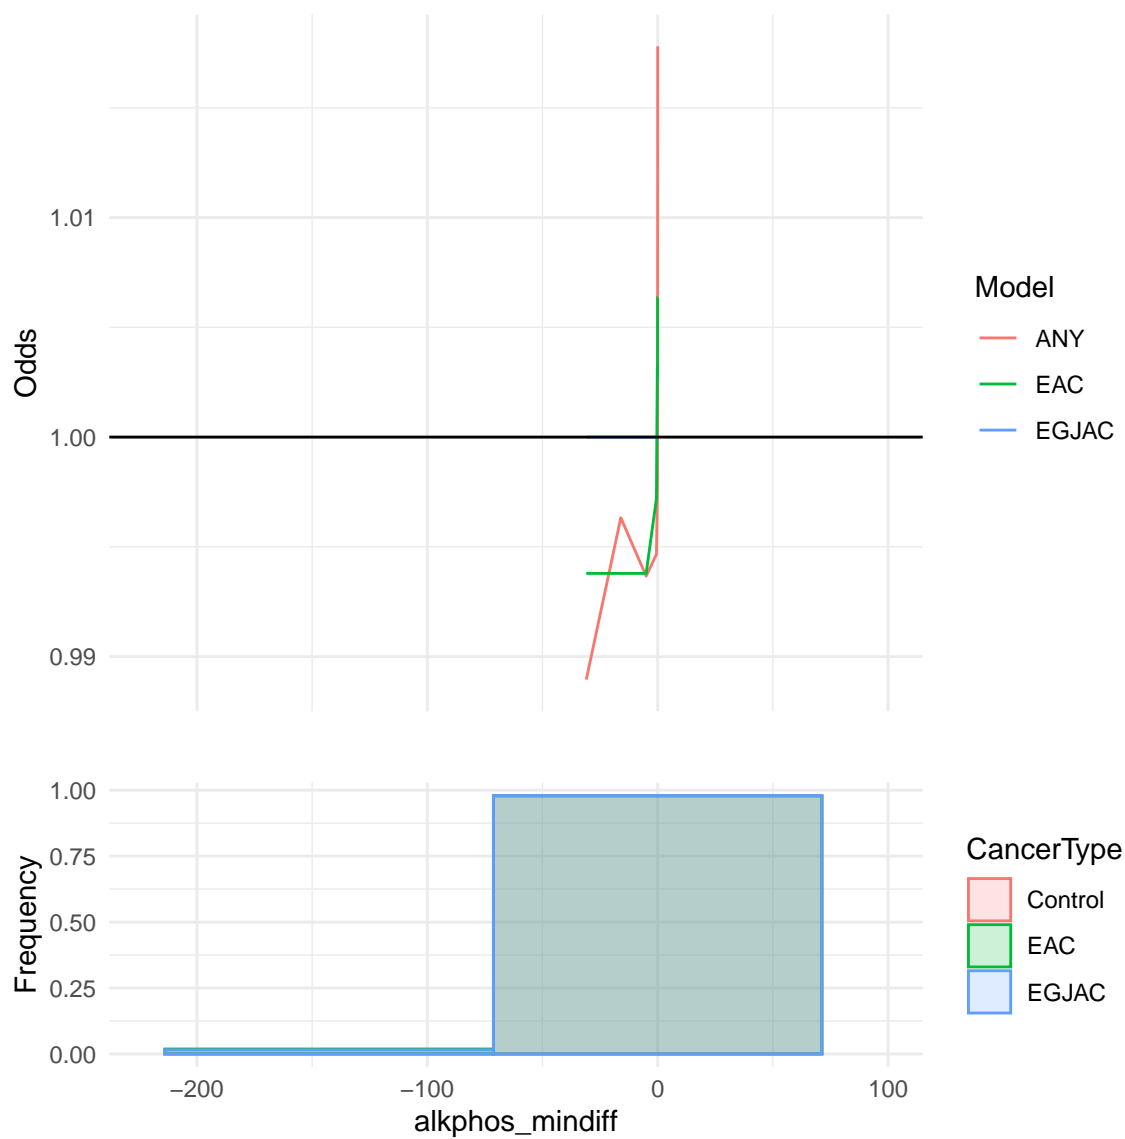 1.01
1.00
0.99
Odds
Model
ANY
EAC
EGJAC
1.00
0.75
0.50
0.25
0.00
Frequency
−200
−100
0
100
alkphos_mindiff
CancerType
Control
EAC
EGJAC